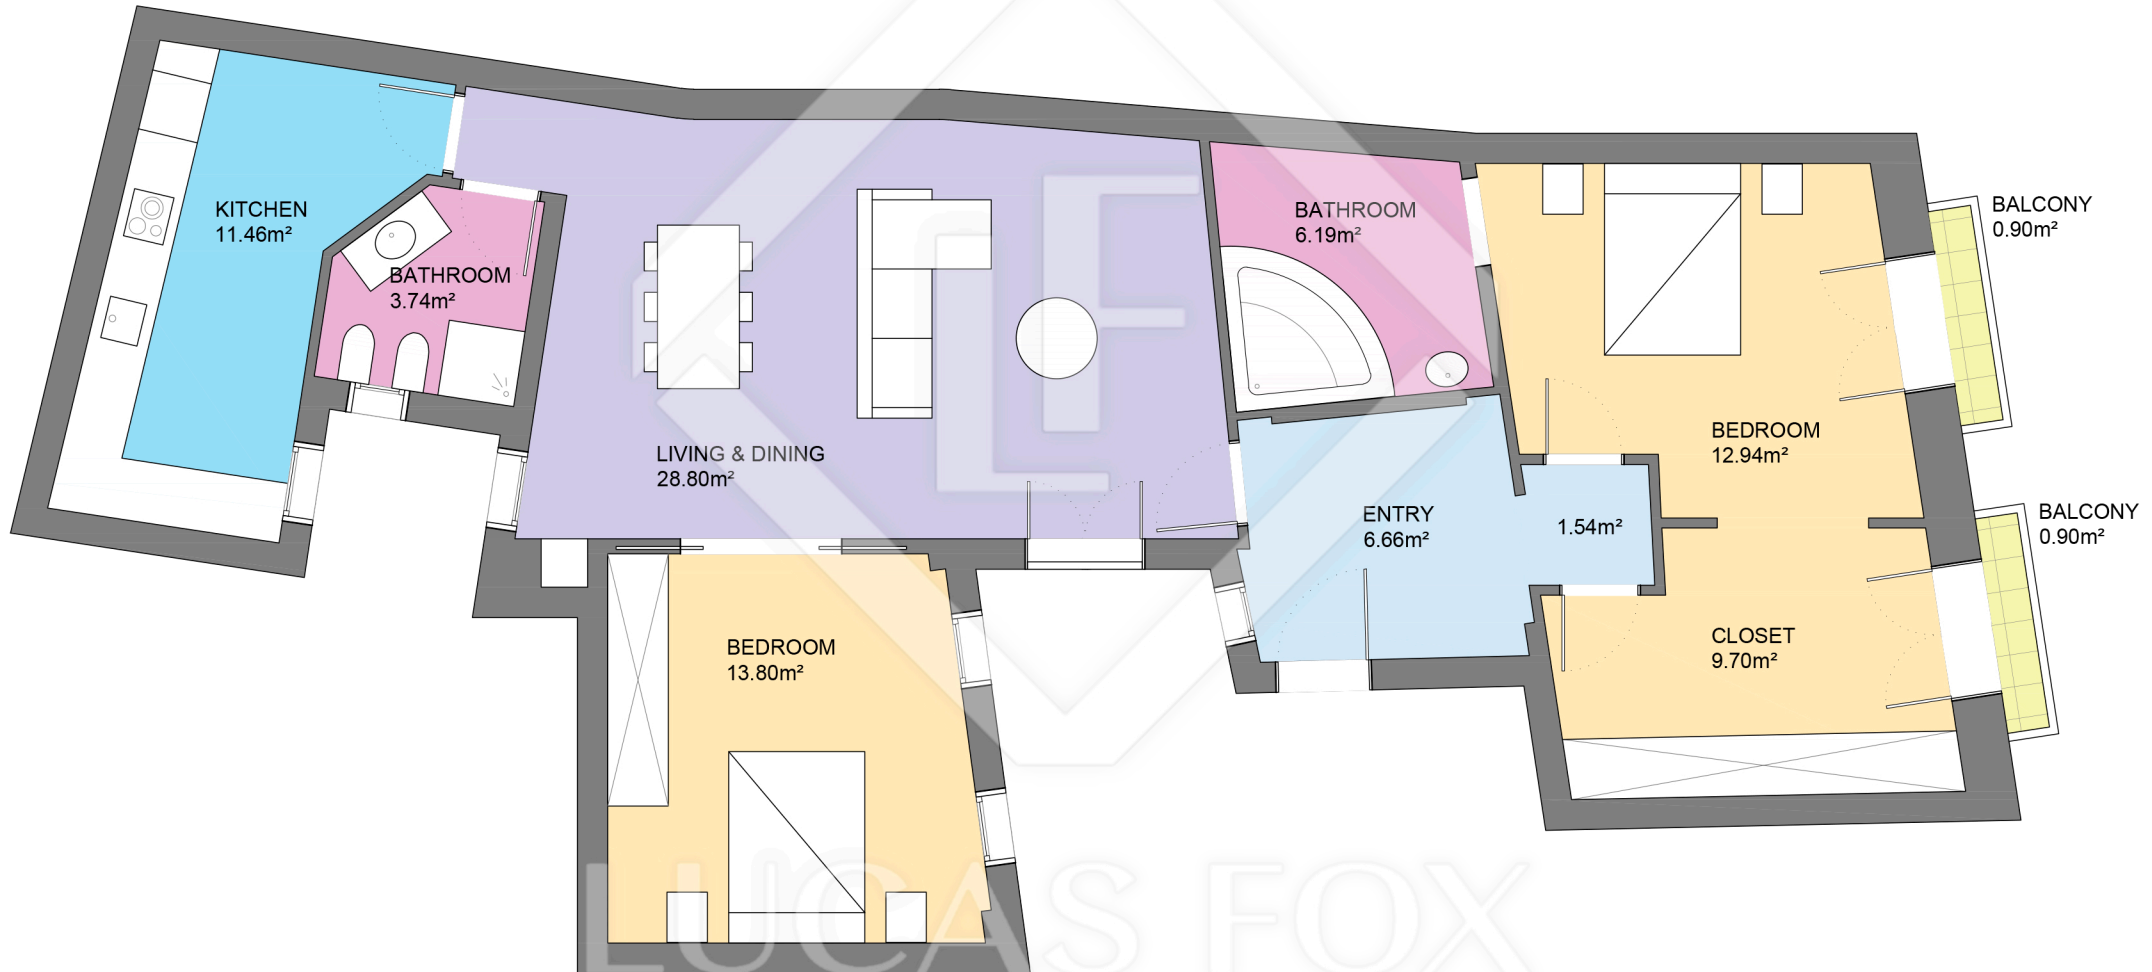 KITCHEN
11.46m²
BATHROOM
3.74m²
LIVING & DINING
28.80m²
BATHROOM
6.19m²
BALCONY
0.90m²
BEDROOM
12.94m²
ENTRY
6.66m²
1.54m²
BALCONY
0.90m²
BEDROOM
13.80m²
CLOSET
9.70m²
LF
LUCAS FOX